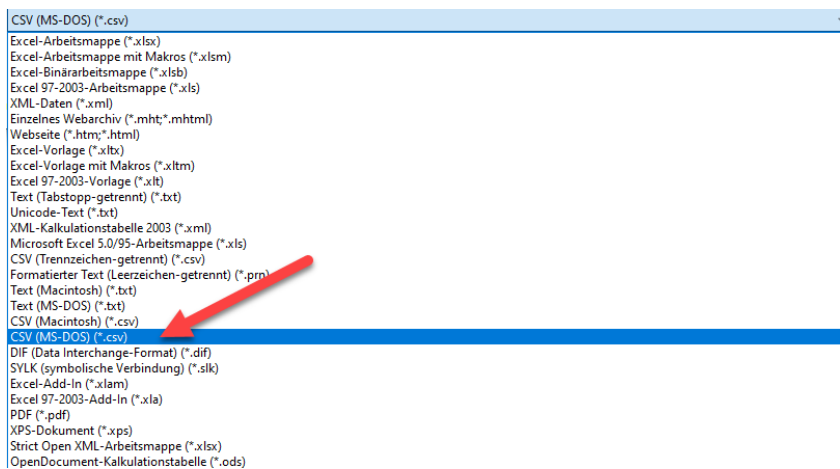 CSV (MS-DOS) (*.csv)
Excel-Arbeitsmappe (*.xlsx)
Excel-Arbeitsmappe mit Makros (*.xlsm)
Excel-Binärarbeitsmappe (*.xlsb)
Excel 97-2003-Arbeitsmappe (*.xls)
XML-Daten (*.xml)
Einzelnes Webarchiv (*.mht;*.mhtml)
Webseite (*.htm;*.html)
Excel-Vorlage (*.xltx)
Excel-Vorlage mit Makros (*.xltm)
Excel 97-2003-Vorlage (*.xlt)
Text (Tabstopp-getrennt) (*.txt)
Unicode-Text (*.txt)
XML-Kalkulationstabelle 2003 (*.xml)
Microsoft Excel 5.0/95-Arbeitsmappe (*.xls)
CSV (Trennzeichen-getrennt) (*.csv)
Formatierter Text (Leerzeichen-getrennt) (*.prn)
Text (Macintosh) (*.txt)
Text (MS-DOS) (*.txt)
CSV (Macintosh) (*.csv)
CSV (MS-DOS) (*.csv)
DIF (Data Interchange-Format) (*.dif)
SYLK (symbolische Verbindung) (*.slk)
Excel-Add-In (*.xlam)
Excel 97-2003-Add-In (*.xla)
PDF (*.pdf)
XPS-Dokument (*.xps)
Strict Open XML-Arbeitsmappe (*.xlsx)
OpenDocument-Kalkulationstabelle (*.ods)